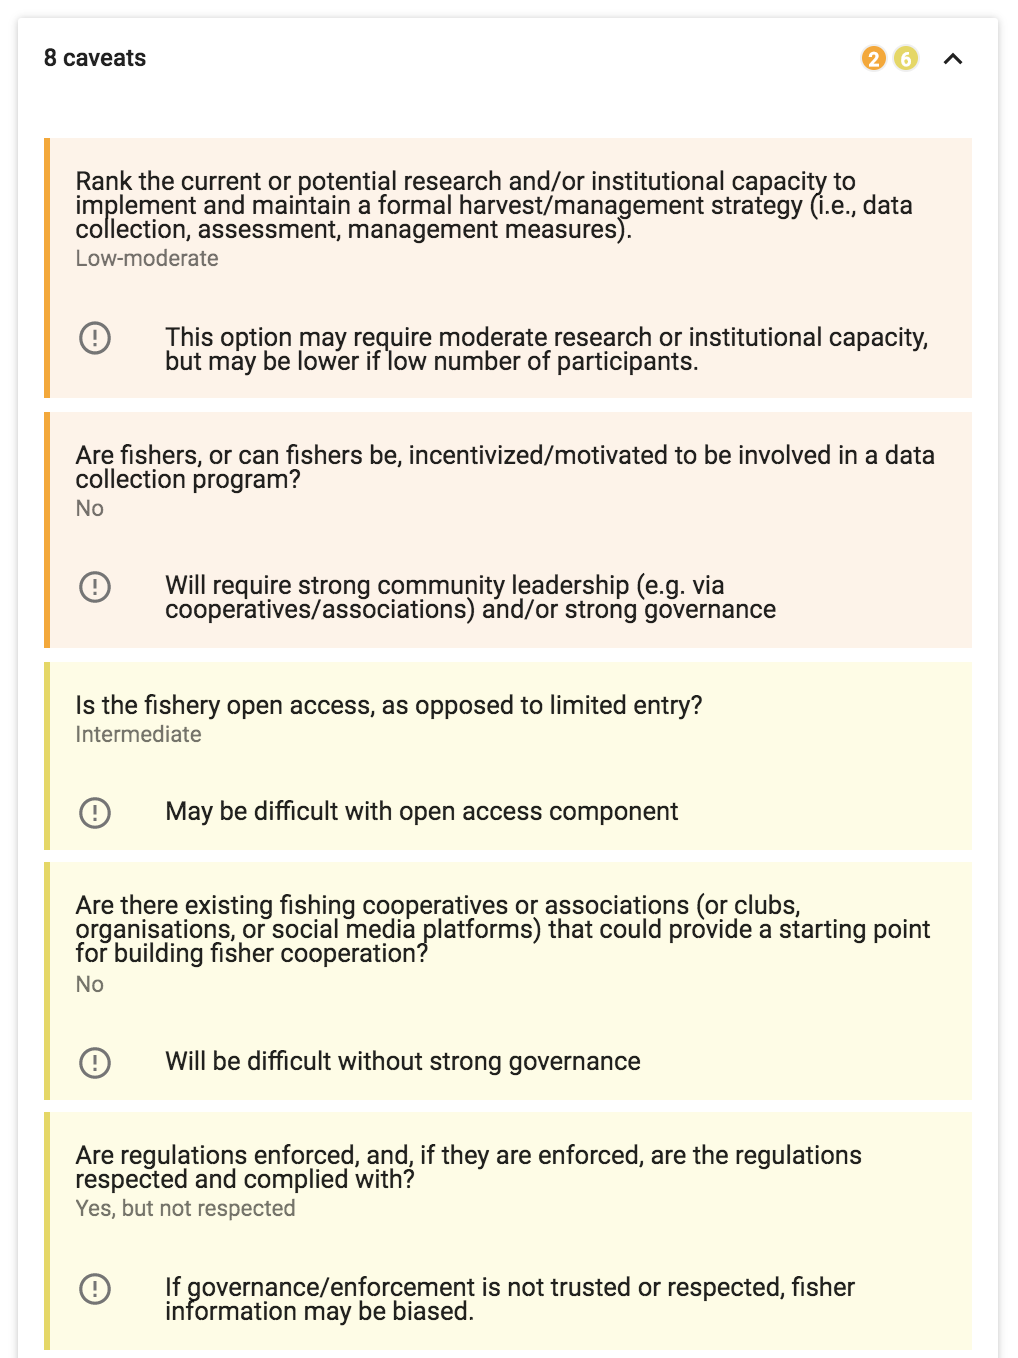 8 caveats
2 6
Rank the current or potential research and/or institutional capacity to
implement and maintain a formal harvest/management strategy (i.e., data
collection, assessment, management measures).
Low-moderate
This option may require moderate research or institutional capacity,
but may be lower if low number of participants.
Are fishers, or can fishers be, incentivized/motivated to be involved in a data
collection program?
No
Will require strong community leadership (e.g. via
cooperatives/associations) and/or strong governance
Is the fishery open access, as opposed to limited entry?
Intermediate
May be difficult with open access component
Are there existing fishing cooperatives or associations (or clubs,
organisations, or social media platforms) that could provide a starting point
for building fisher cooperation?
No
Will be difficult without strong governance
Are regulations enforced, and, if they are enforced, are the regulations
respected and complied with?
Yes, but not respected
If governance/enforcement is not trusted or respected, fisher
information may be biased.